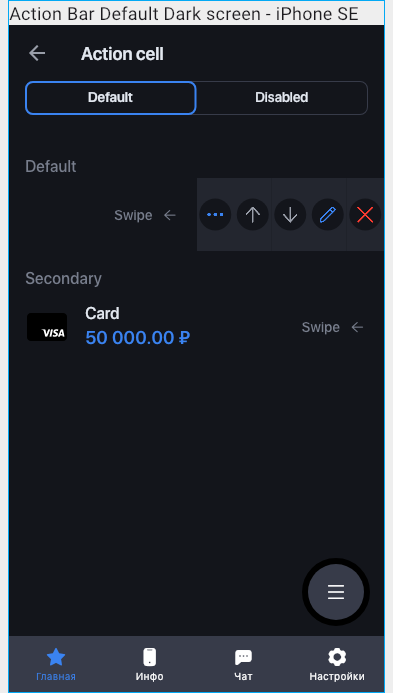 Action Bar Default Dark screen - iPhone SE
Action cell
Default Disabled
Default
Swipe
Secondary
Card
VISA 50 000.00 ₽
Swipe
Главная Инфо Чат Настройки